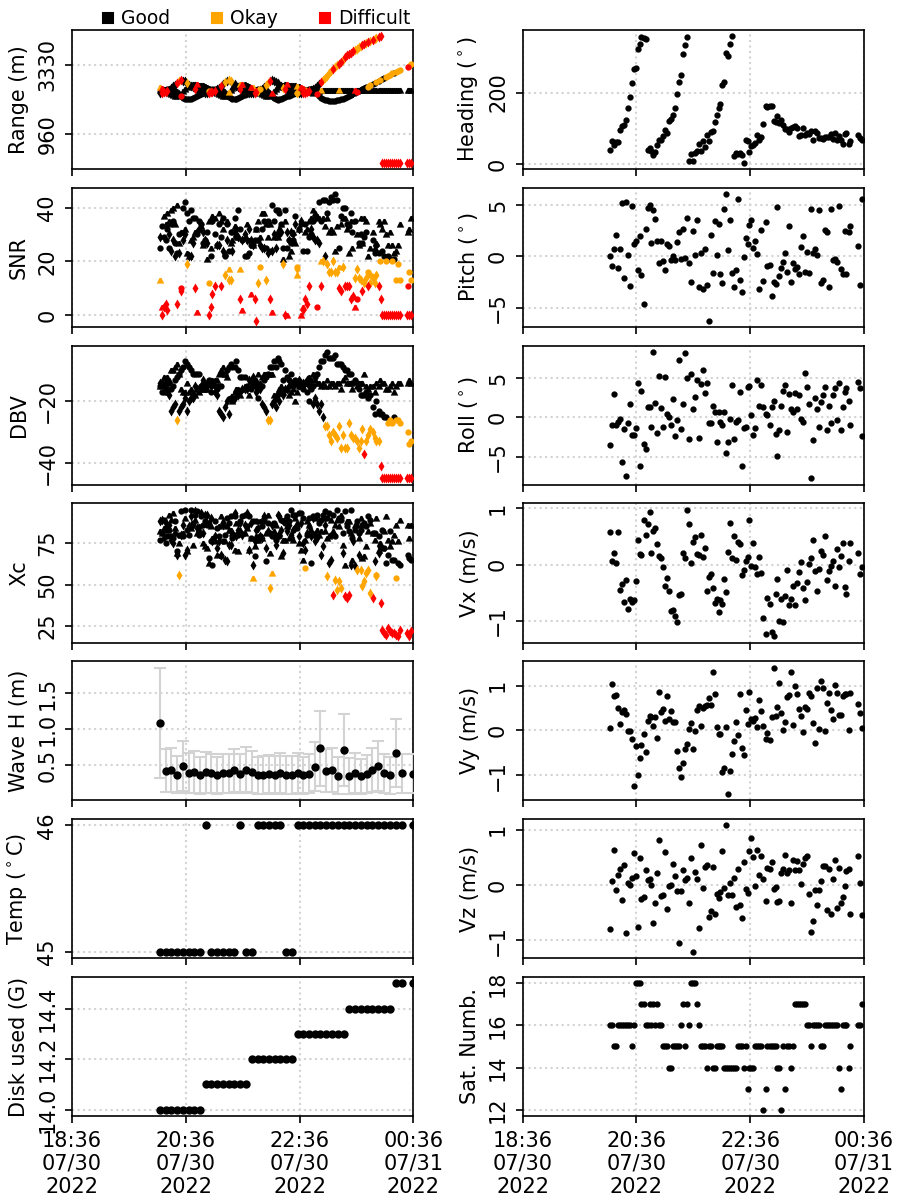 Good Okay Difficult
Range (m)
3330
960
Heading (°)
200
0
SNR
40
20
0
Pitch (°)
5
0
−5
DBV
−20
−40
Roll (°)
5
0
−5
Xc
75
50
25
Vx (m/s)
1
0
−1
Wave H (m)
1.5
1.0
0.5
Vy (m/s)
1
0
−1
Temp (°C)
46
45
Vz (m/s)
1
0
−1
Disk used (G)
14.4
14.2
14.0
Sat. Numb.
18
16
14
12
18:36 20:36 22:36 00:36
07/30 07/30 07/30 07/31
2022 2022 2022 2022
18:36 20:36 22:36 00:36
07/30 07/30 07/30 07/31
2022 2022 2022 2022